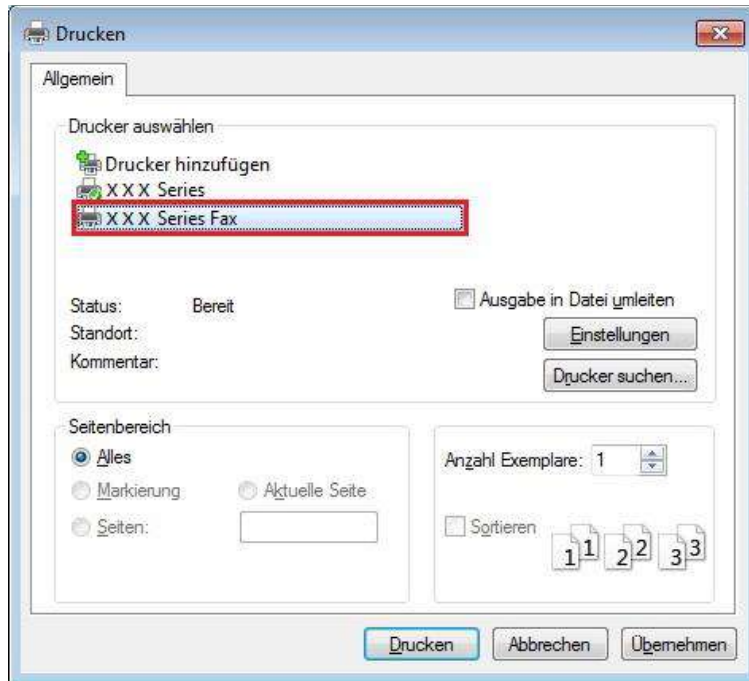 Drucken
Allgemein
Drucker auswählen
Drucker hinzufügen
X X X Series
X X X Series Fax
Status: Bereit
Ausgabe in Datei umleiten
Standort:
Einstellungen
Kommentar:
Drucker suchen...
Seitenbereich
Alles
Markierung Aktuelle Seite
Seiten:
Anzahl Exemplare: 1
Sortieren
1 1 2 2 3 3
Drucken Abbrechen Übernehmen